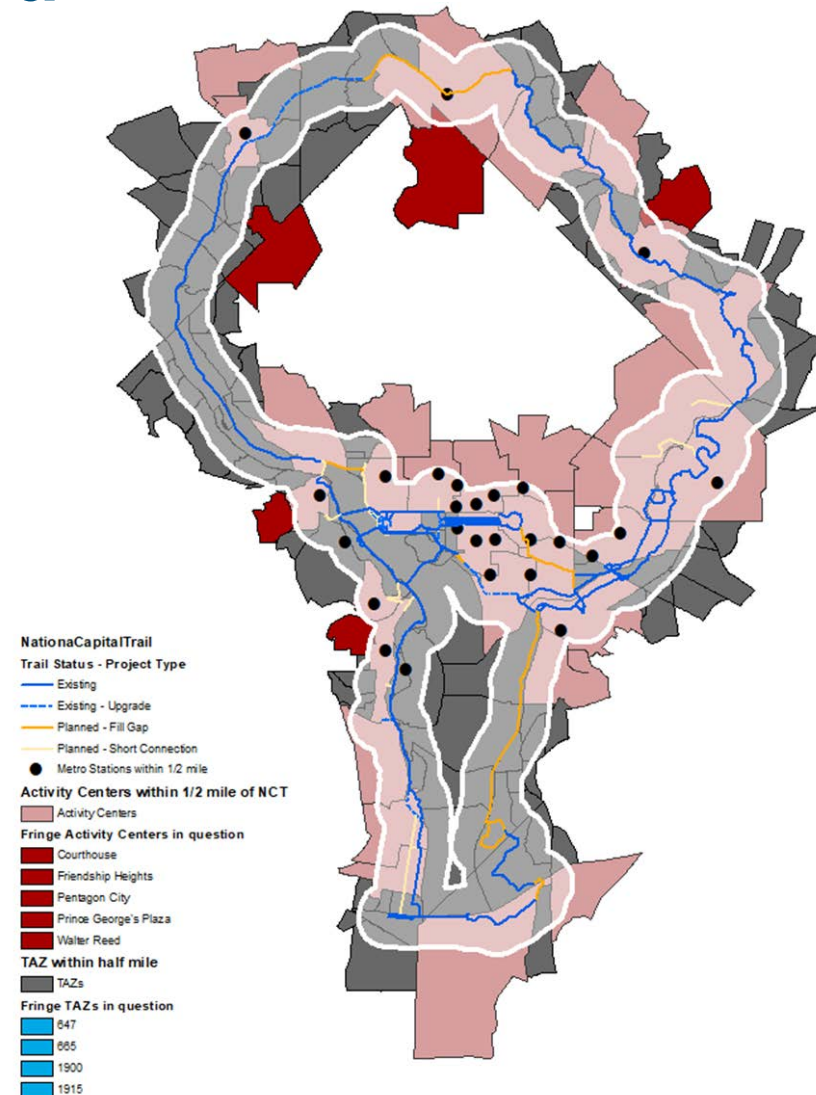 NationaCapitalTrail
Trail Status - Project Type
Existing
Existing - Upgrade
Planned - Fill Gap
Planned - Short Connection
Metro Stations within 1/2 mile
Activity Centers within 1/2 mile of NCT
Activity Centers
Fringe Activity Centers in question
Courthouse
Friendship Heights
Pentagon City
Prince George's Plaza
Walter Reed
TAZ within half mile
TAZs
Fringe TAZs in question
647
665
1900
1915